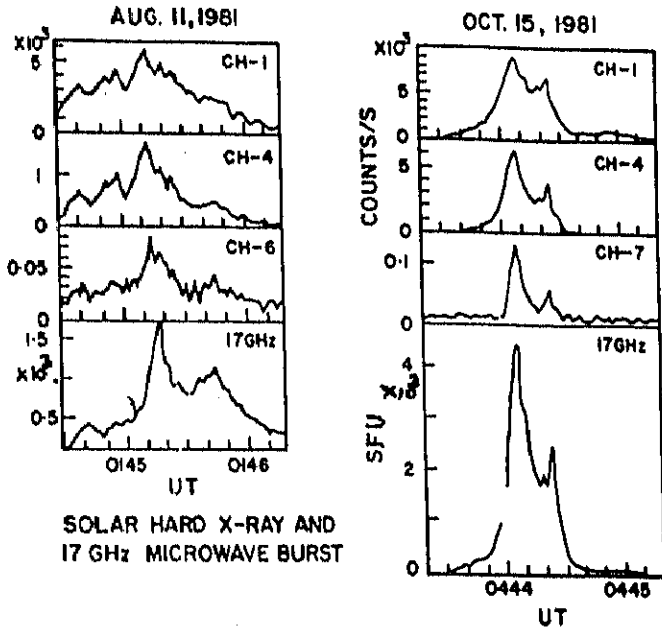 AUG. 11, 1981
X10³
5
0
CH-1
1
0
CH-4
0·05
0
CH-6
1·5
X10³
0·5
17GHz
0145
0146
UT
SOLAR HARD X-RAY AND
17 GHz MICROWAVE BURST
OCT. 15, 1981
X10³
5
0
CH-1
COUNTS/S
5
0
CH-4
0·1
0
CH-7
17GHz
4
X10³
SFU
2
0
0444
0445
UT